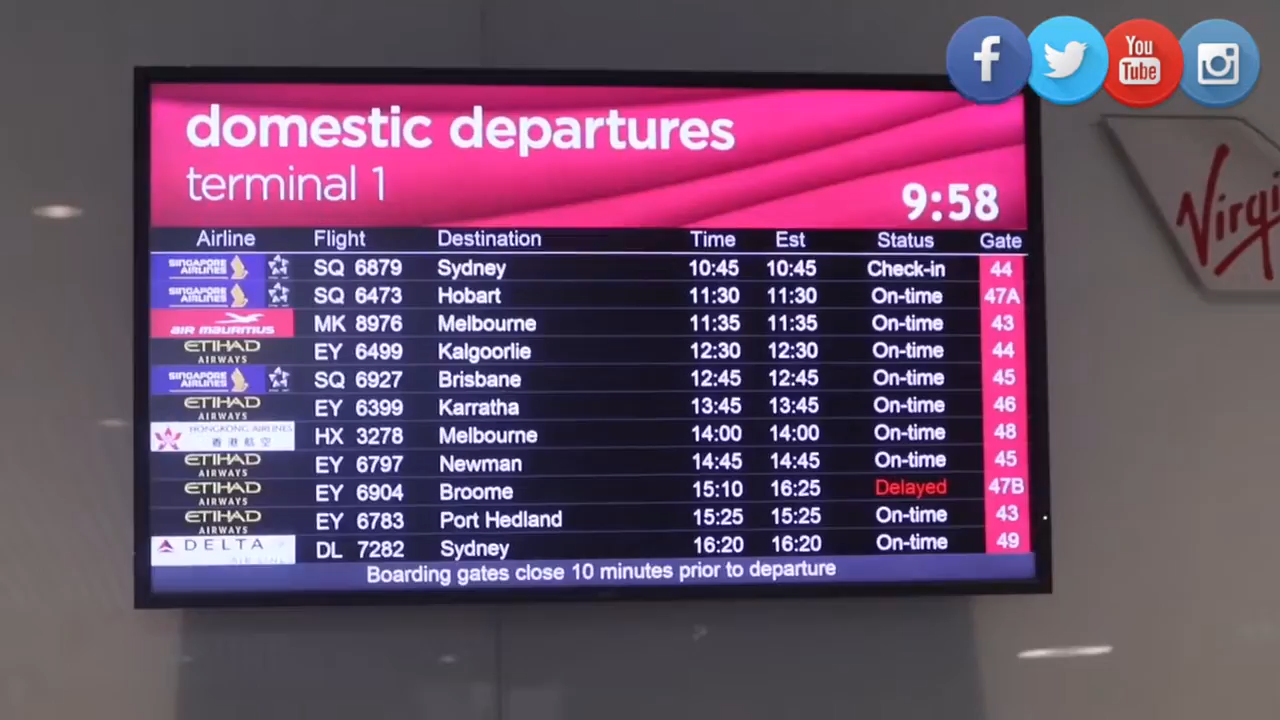 domestic departures
terminal 1
9:58
Airline Flight Destination Time Est Status Gate
SINGAPORE AIRLINES SQ 6879 Sydney 10:45 10:45 Check-in 44
SINGAPORE AIRLINES SQ 6473 Hobart 11:30 11:30 On-time 47A
AIR MAURITIUS MK 8976 Melbourne 11:35 11:35 On-time 43
ETIHAD AIRWAYS EY 6499 Kalgoorlie 12:30 12:30 On-time 44
SINGAPORE AIRLINES SQ 6927 Brisbane 12:45 12:45 On-time 45
ETIHAD AIRWAYS EY 6399 Karratha 13:45 13:45 On-time 46
HONGKONG AIRLINES 香港航空 HX 3278 Melbourne 14:00 14:00 On-time 48
ETIHAD AIRWAYS EY 6797 Newman 14:45 14:45 On-time 45
ETIHAD AIRWAYS EY 6904 Broome 15:10 16:25 Delayed 47B
ETIHAD AIRWAYS EY 6783 Port Hedland 15:25 15:25 On-time 43
DELTA DL 7282 Sydney 16:20 16:20 On-time 49
Boarding gates close 10 minutes prior to departure
f
You
Tube
Virgi